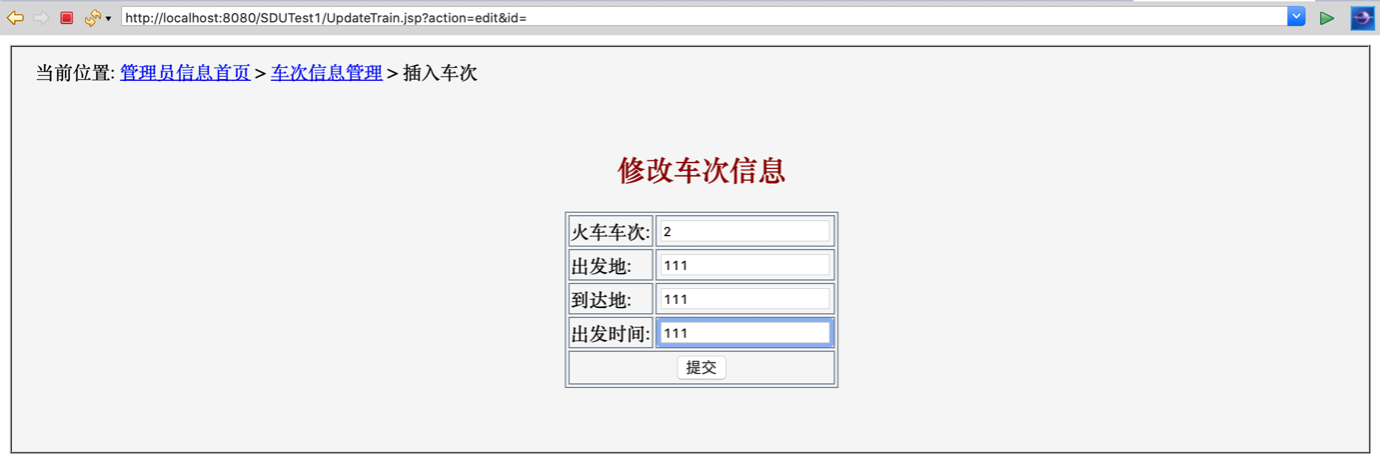 http://localhost:8080/SDUTest1/UpdateTrain.jsp?action=edit&id=
当前位置: 管理员信息首页 > 车次信息管理 > 插入车次
修改车次信息
火车车次: 2
出发地: 111
到达地: 111
出发时间: 111
提交